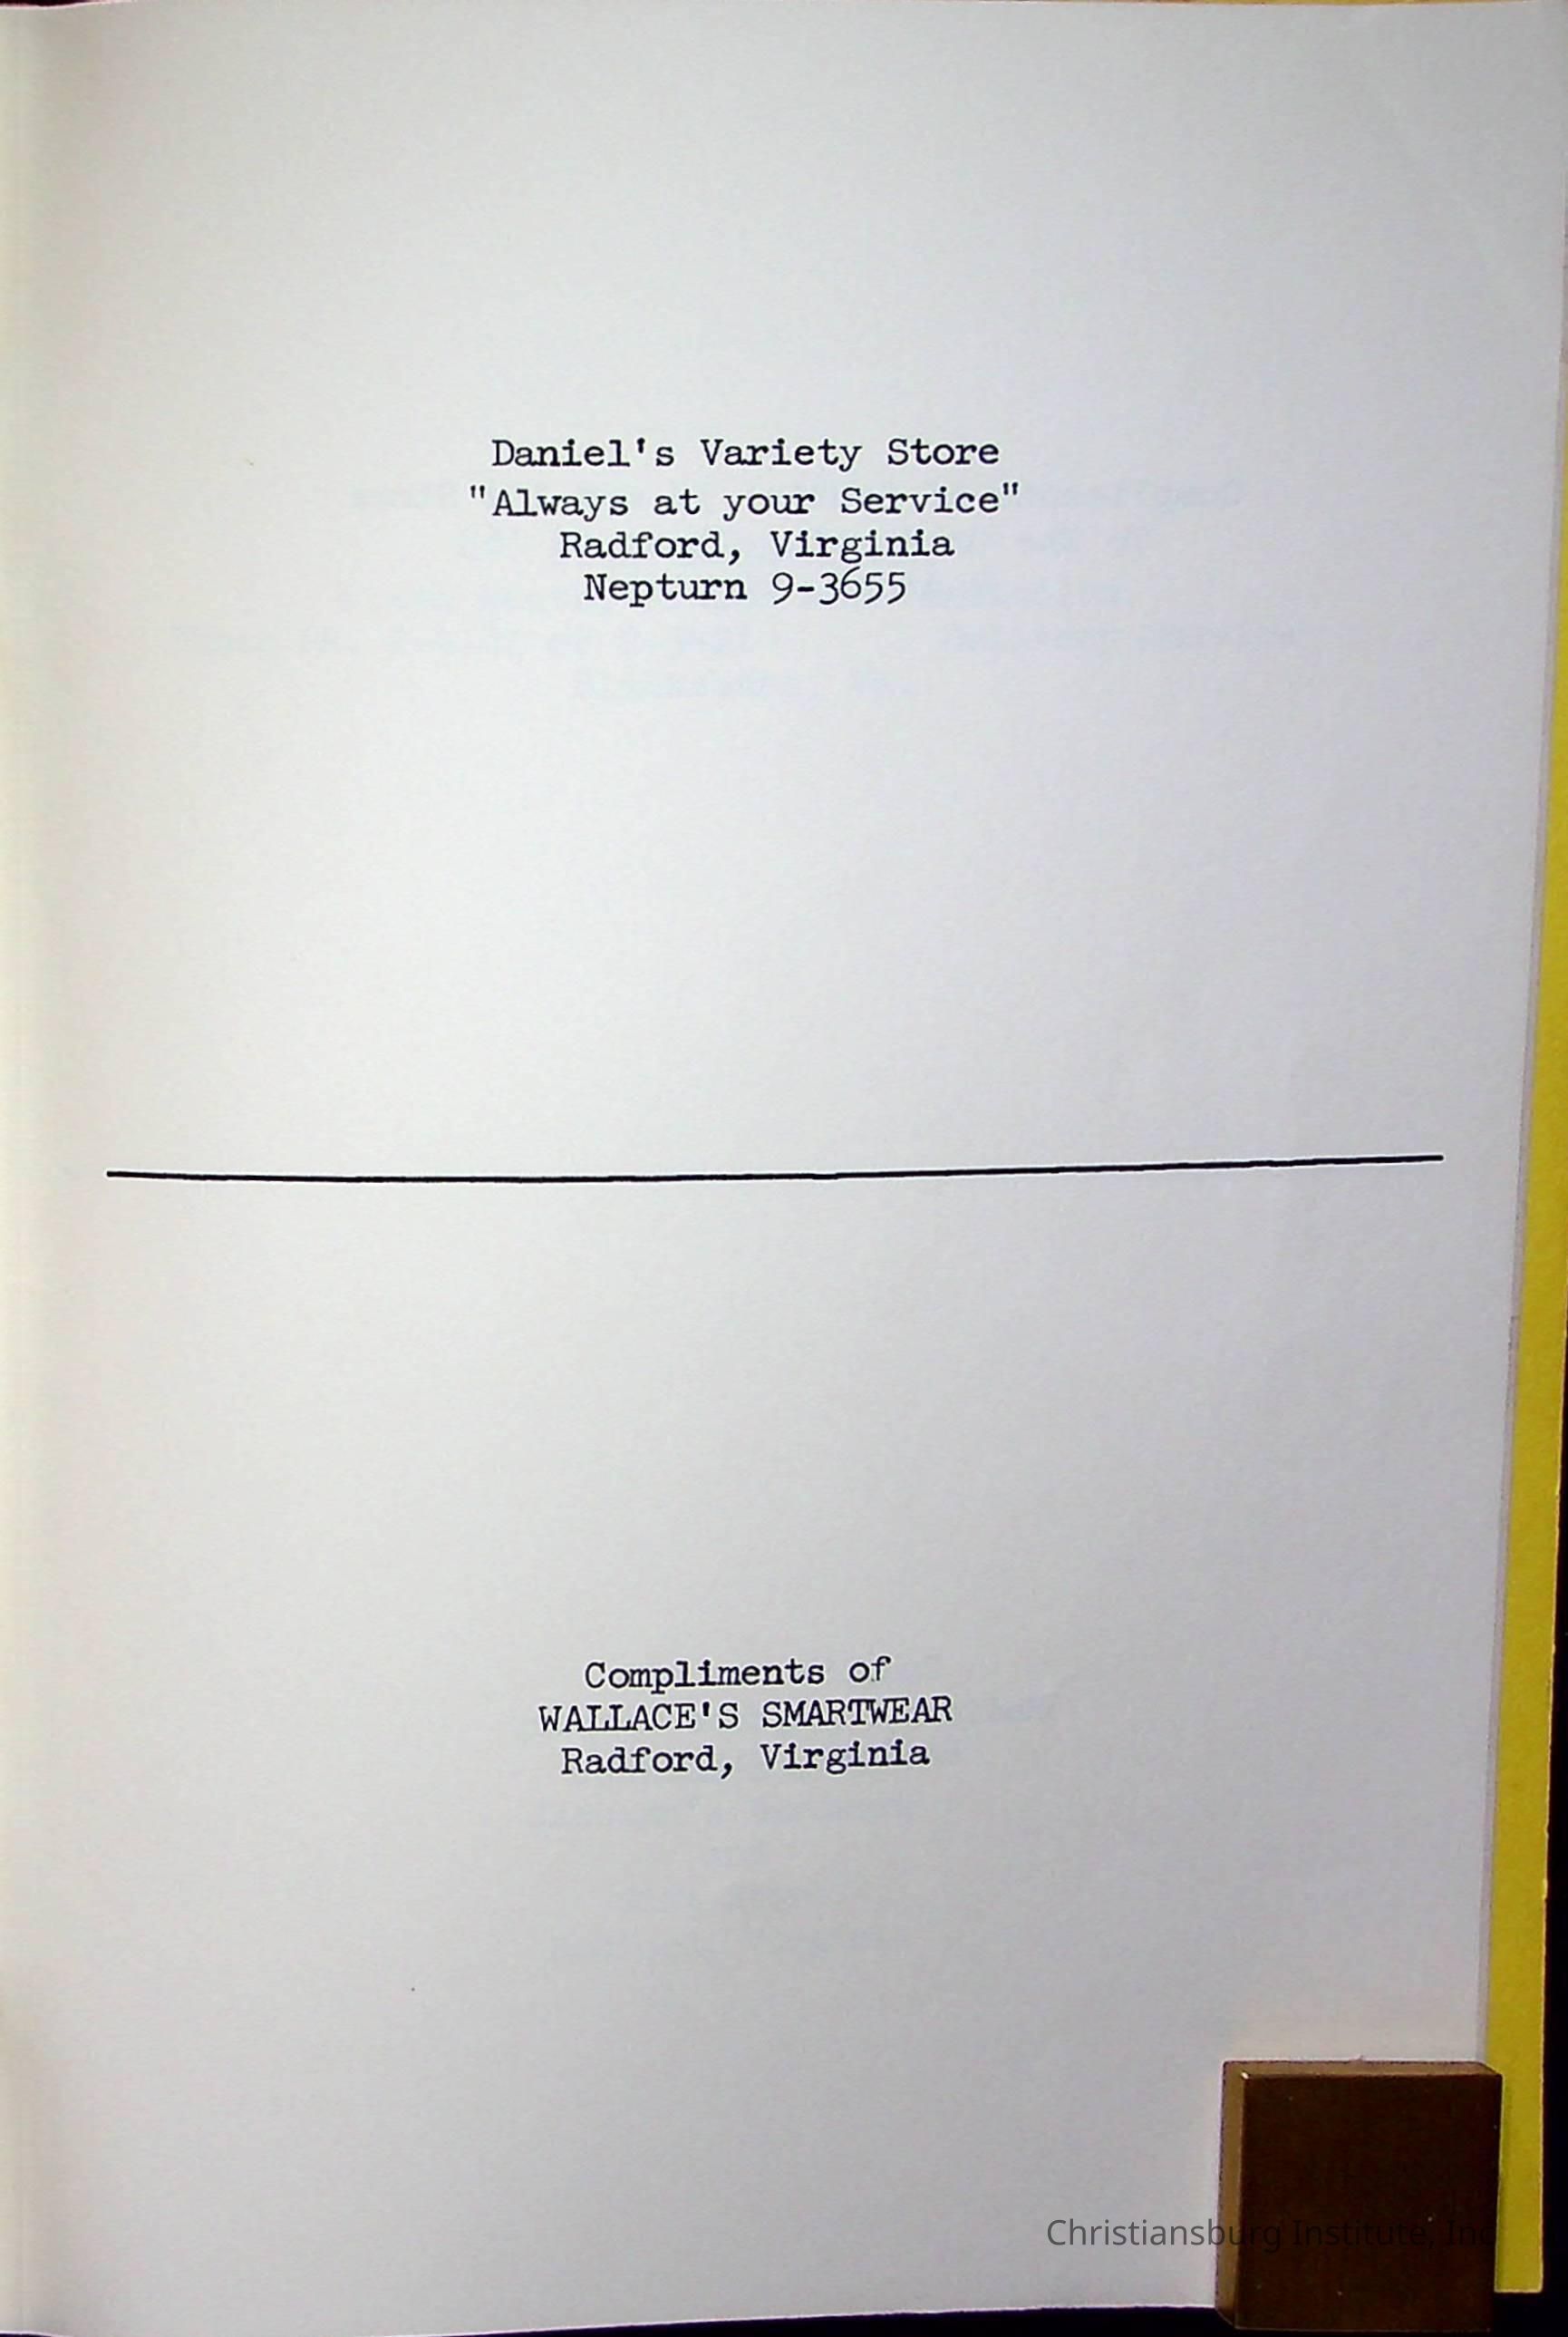 Daniel's Variety Store
"Always at your Service"
Radford, Virginia
Nepturn 9-3655
Compliments of
WALLACE'S SMARTWEAR
Radford, Virginia
Christiansburg Institute, Inc